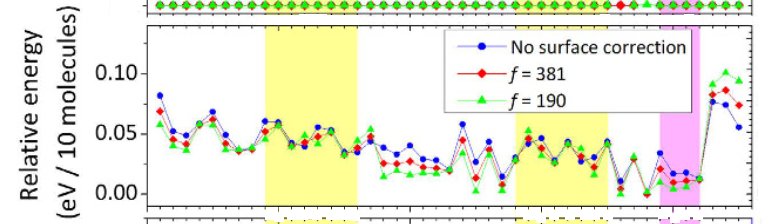 Relative energy
(eV / 10 molecules)
0.10
0.05
0.00
No surface correction
f = 381
f = 190